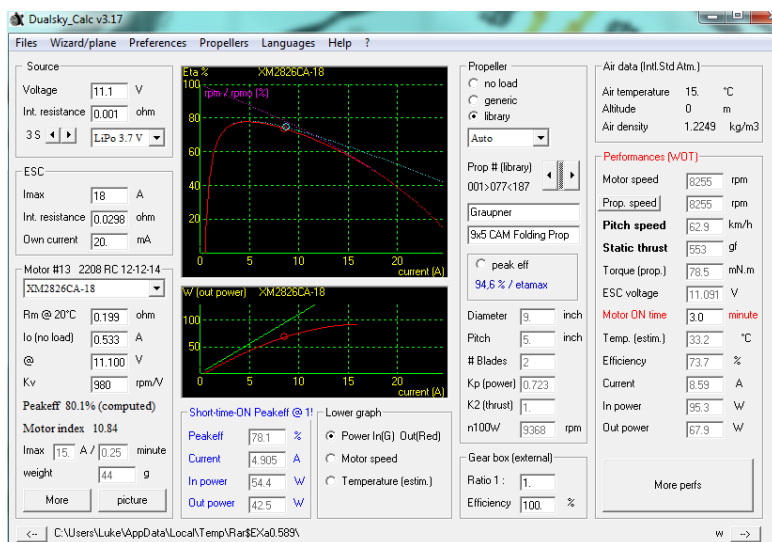 Dualsky_Calc v3.17
Files Wizard/plane Preferences Propellers Languages Help ?
Source
Voltage 11.1 V
Int. resistance 0.001 ohm
3 S LiPo 3.7 V
ESC
Imax 18 A
Int. resistance 0.0298 ohm
Own current 20. mA
Motor #13 2208 RC 12-12-14
XM2826CA-18
Rm @ 20°C 0.199 ohm
Io (no load) 0.533 A
@ 11.100 V
Kv 980 rpm/V
Peakeff 80.1% (computed)
Motor index 10.84
Imax 15. A / 0.25 minute
weight 44 g
More picture
Eta % XM2826CA-18
rpm-/ rpmo (%)
100
80
60
40
20
0 5 10 15 20
current (A)
W (out power) XM2826CA-18
100
50
0 5 10 15 20
current (A)
Short-time-ON Peakeff @ 1!
Peakeff 78.1 %
Current 4.905 A
In power 54.4 W
Out power 42.5 W
Lower graph
Power In(G) Out(Red)
Motor speed
Temperature (estim.)
Propeller
no load
generic
library
Auto
Prop # (library)
001>077<187
Graupner
9x5 CAM Folding Prop
peak eff
94,6 % / etamax
Diameter 9. inch
Pitch 5. inch
# Blades 2
Kp (power) 0.723
K2 (thrust) 1.
n100W 9368 rpm
Gear box (external)
Ratio 1 : 1.
Efficiency 100. %
Air data (Intl.Std Atm.)
Air temperature 15. °C
Altitude 0 m
Air density 1.2249 kg/m3
Performances (WOT)
Motor speed 8255 rpm
Prop. speed 8255 rpm
Pitch speed 62.9 km/h
Static thrust 553 gf
Torque (prop.) 78.5 mN.m
ESC voltage 11.091 V
Motor ON time 3.0 minute
Temp. (estim.) 33.2 °C
Efficiency 73.7 %
Current 8.59 A
In power 95.3 W
Out power 67.9 W
More perfs
<-- C:\Users\Luke\AppData\Local\Temp\Rar$EXa0.589\ w -->